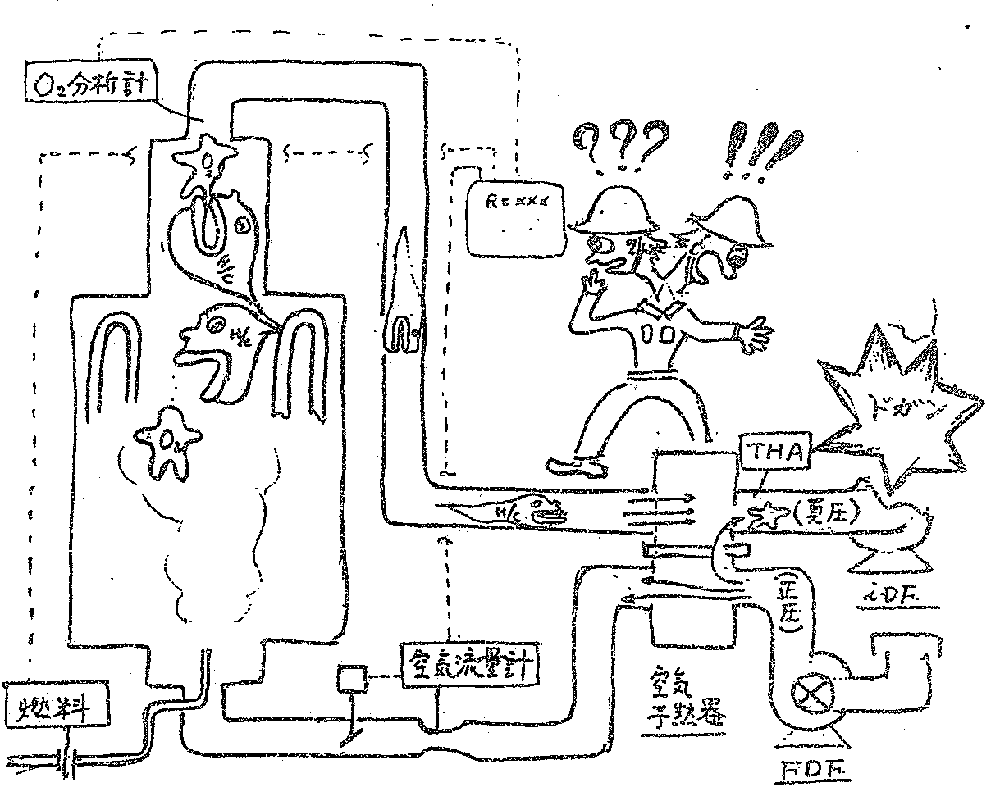 O₂分析計
???
!!!
O₂
H/C
H/C
O₂
ドガーン
THA
H/C
(負圧)
(正圧)
iDF
空気流量計
空気
予熱器
燃料
FDF